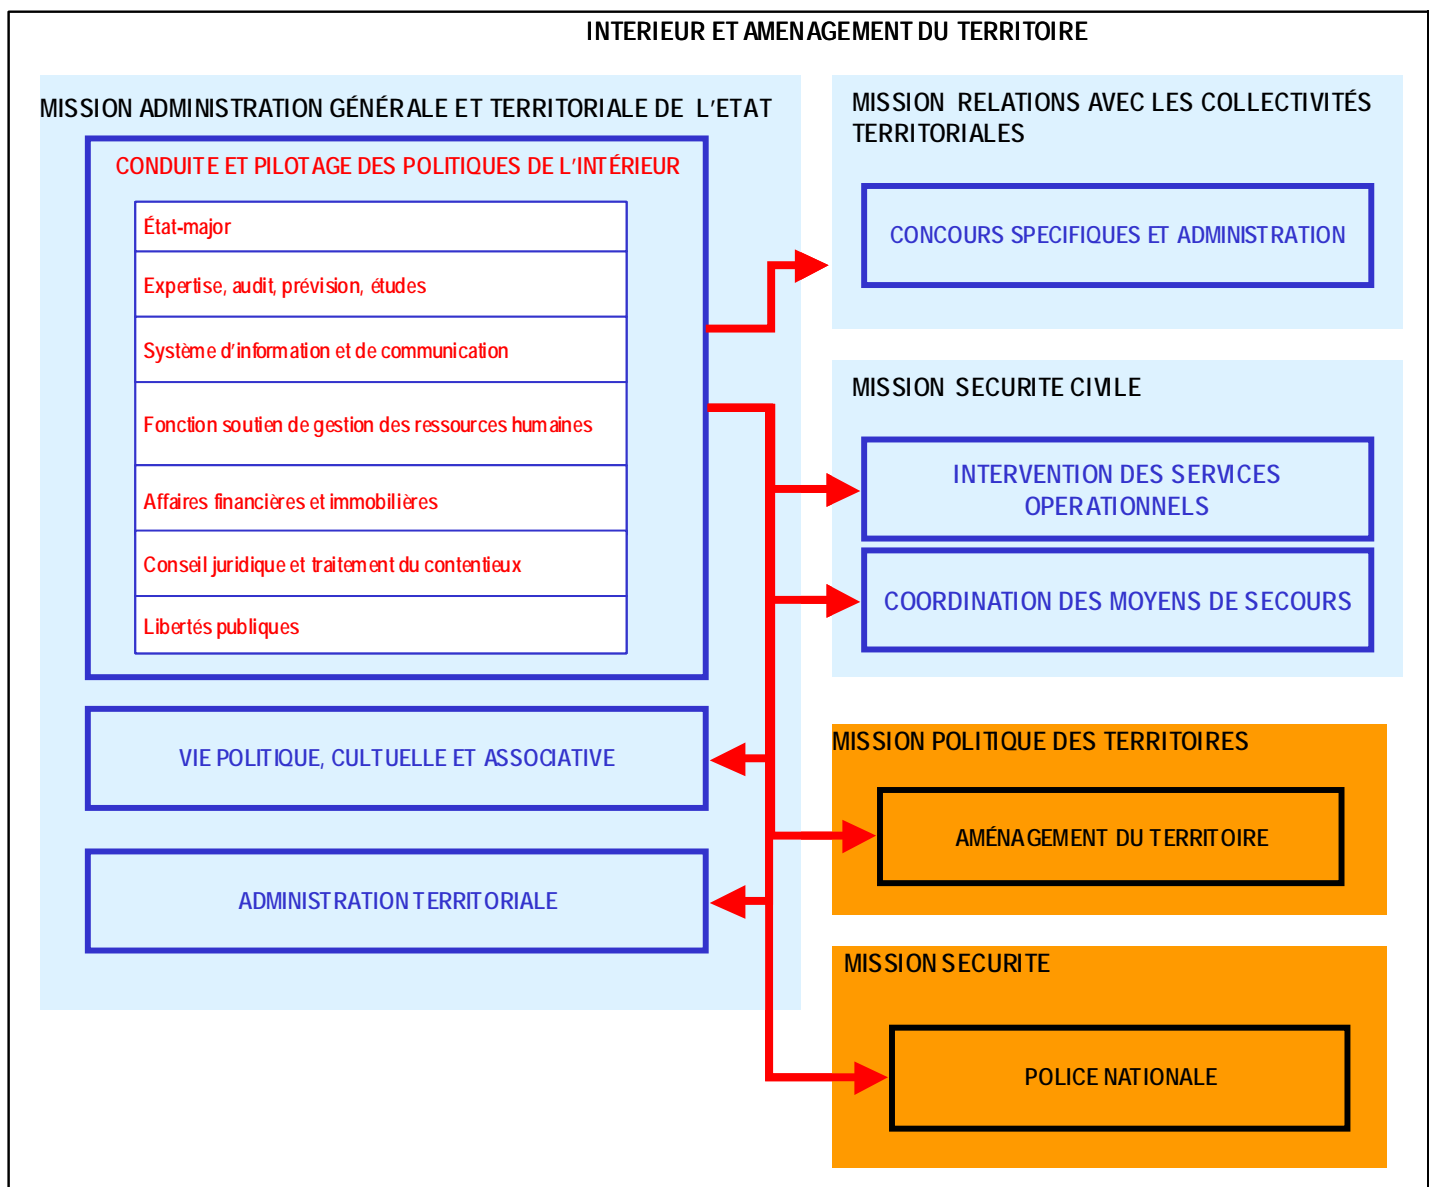 INTERIEUR ET AMENAGEMENT DU TERRITOIRE
MISSION ADMINISTRATION GÉNÉRALE ET TERRITORIALE DE L'ETAT
CONDUITE ET PILOTAGE DES POLITIQUES DE L'INTÉRIEUR
État-major
Expertise, audit, prévision, études
Système d'information et de communication
Fonction soutien de gestion des ressources humaines
Affaires financières et immobilières
Conseil juridique et traitement du contentieux
Libertés publiques
VIE POLITIQUE, CULTUELLE ET ASSOCIATIVE
ADMINISTRATION TERRITORIALE
MISSION RELATIONS AVEC LES COLLECTIVITÉS
TERRITORIALES
CONCOURS SPECIFIQUES ET ADMINISTRATION
MISSION SECURITE CIVILE
INTERVENTION DES SERVICES
OPERATIONNELS
COORDINATION DES MOYENS DE SECOURS
MISSION POLITIQUE DES TERRITOIRES
AMÉNAGEMENT DU TERRITOIRE
MISSION SECURITE
POLICE NATIONALE